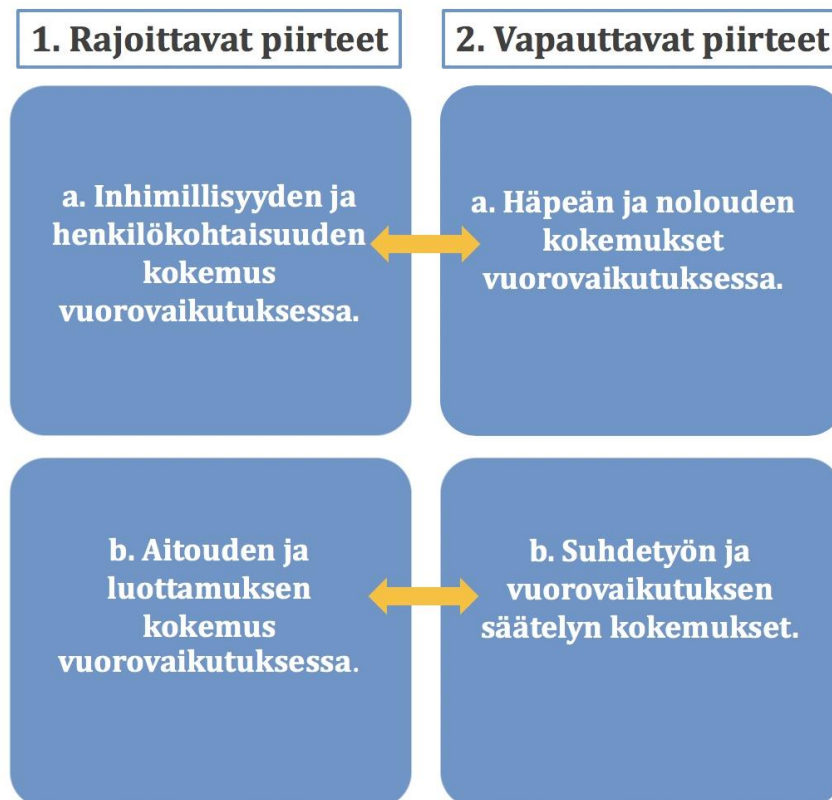 1. Rajoittavat piirteet
2. Vapauttavat piirteet
a. Inhimillisyyden ja
henkilökohtaisuuden
kokemus
vuorovaikutuksessa.
a. Häpeän ja nolouden
kokemukset
vuorovaikutuksessa.
b. Aitouden ja
luottamuksen
kokemus
vuorovaikutuksessa.
b. Suhdetyön ja
vuorovaikutuksen
säätelyn kokemukset.